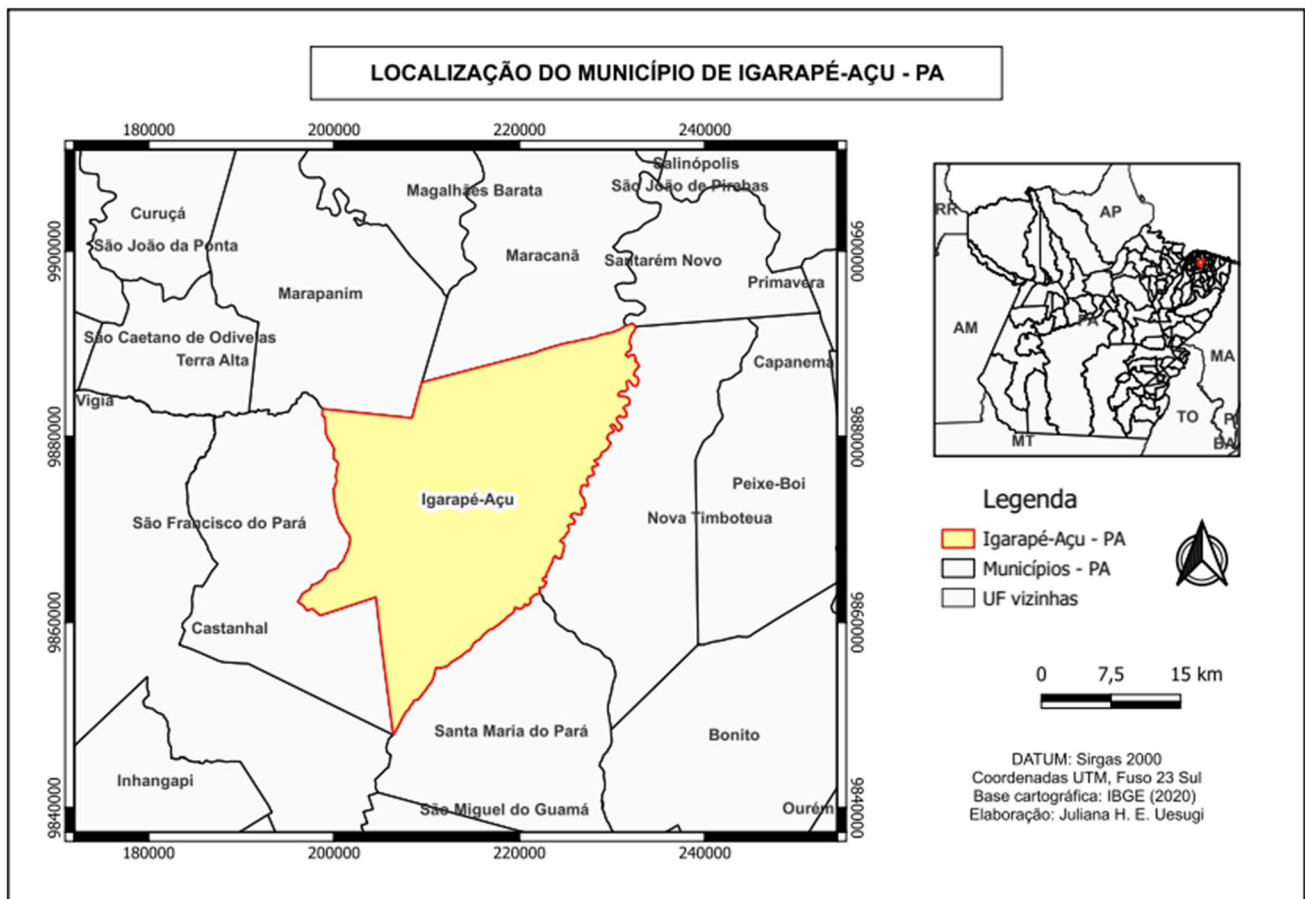 LOCALIZAÇÃO DO MUNICÍPIO DE IGARAPÉ-AÇU - PA
180000 200000 220000 240000
Salinópolis
São João de Pirabas
Magalhães Barata
Curuçá
São João da Ponta
Maracanã
Santarém Novo
Primavera
Marapanim
São Caetano de Odivelas
Terra Alta
Capanema
Vigia
Igarapé-Açu
Peixe-Boi
São Francisco do Pará
Nova Timboteua
Castanhal
Santa Maria do Pará
Bonito
Inhangapi
São Miguel do Guamá
Ourém
9900000
9880000
9860000
9840000
9900000
9880000
9860000
9840000
180000 200000 220000 240000
RR
AP
AM
PA
MA
TO
P
BA
MT
Legenda
Igarapé-Açu - PA
Municípios - PA
UF vizinhas
0 7,5 15 km
DATUM: Sirgas 2000
Coordenadas UTM, Fuso 23 Sul
Base cartográfica: IBGE (2020)
Elaboração: Juliana H. E. Uesugi